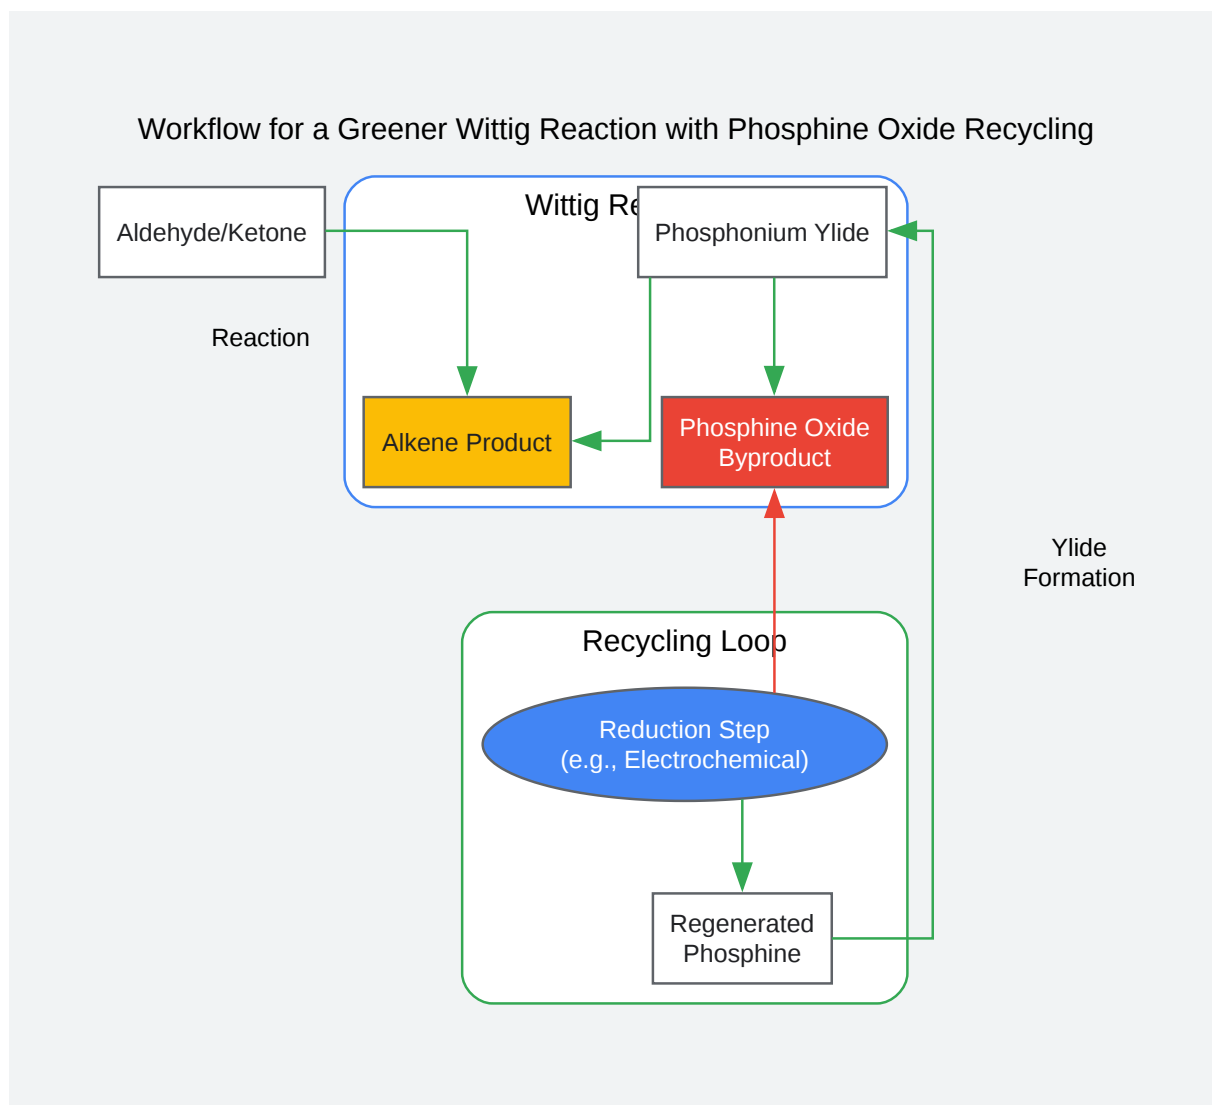 Workflow for a Greener Wittig Reaction with Phosphine Oxide Recycling
Wittig Re
Aldehyde/Ketone
Phosphonium Ylide
Reaction
Alkene Product
Phosphine Oxide
Byproduct
Ylide
Formation
Recycling Loop
Reduction Step
(e.g., Electrochemical)
Regenerated
Phosphine